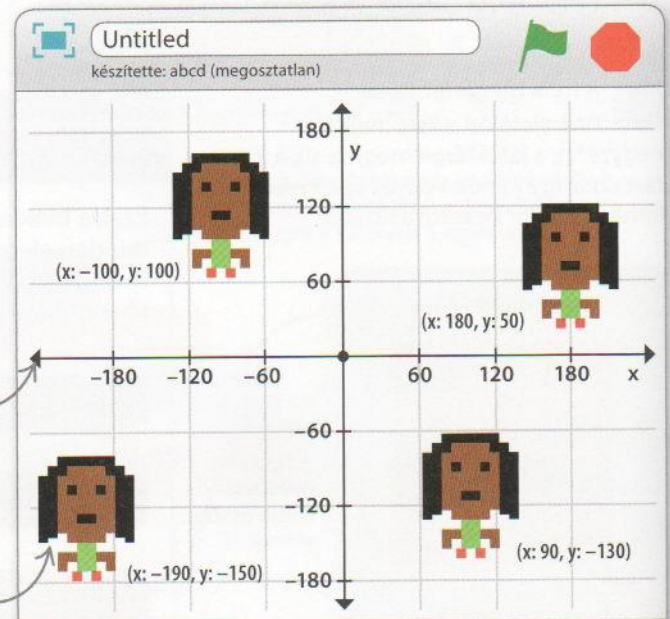 Untitled
készítette: abcd (megosztatlan)
180
y
120
(x: −100, y: 100)
60
(x: 180, y: 50)
−180 −120 −60 60 120 180 x
−60
−120
(x: 90, y: −130)
(x: −190, y: −150)
−180